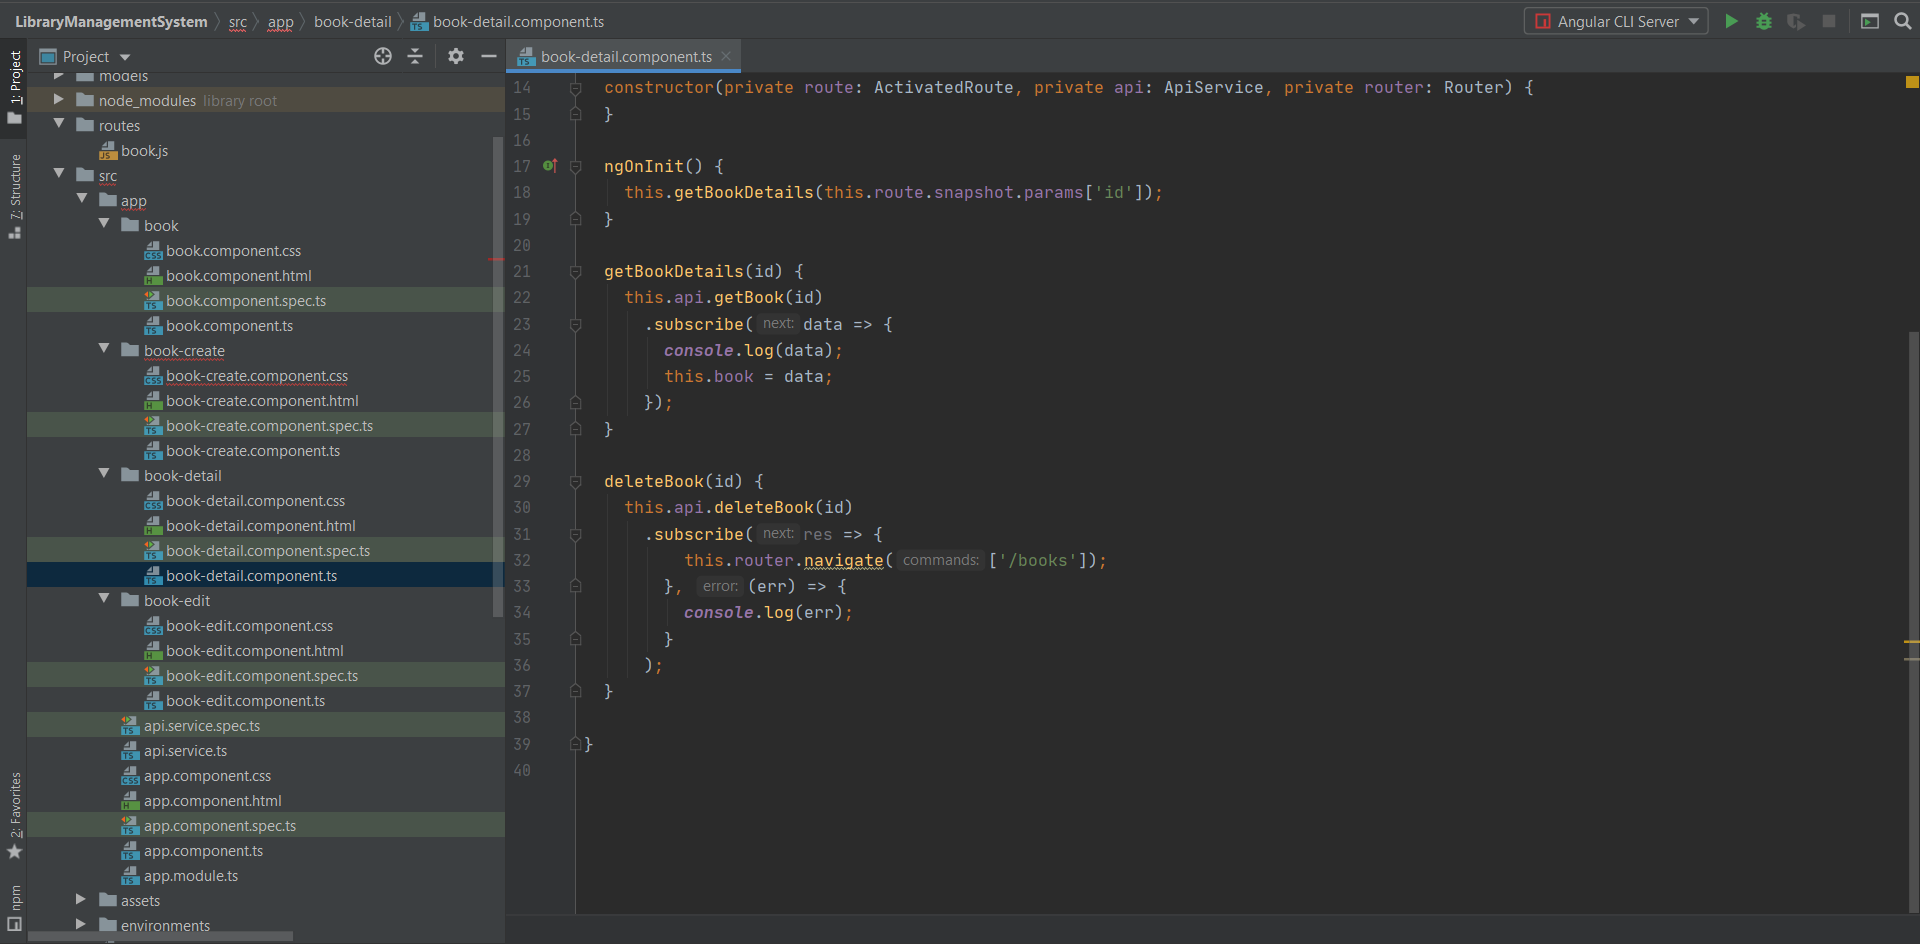 LibraryManagementSystem src app book-detail book-detail.component.ts
Angular CLI Server
Project
book-detail.component.ts
1: Project
7: Structure
2: Favorites
npm
models
node_modules library root
routes
book.js
src
app
book
book.component.css
book.component.html
book.component.spec.ts
book.component.ts
book-create
book-create.component.css
book-create.component.html
book-create.component.spec.ts
book-create.component.ts
book-detail
book-detail.component.css
book-detail.component.html
book-detail.component.spec.ts
book-detail.component.ts
book-edit
book-edit.component.css
book-edit.component.html
book-edit.component.spec.ts
book-edit.component.ts
api.service.spec.ts
api.service.ts
app.component.css
app.component.html
app.component.spec.ts
app.component.ts
app.module.ts
assets
environments
14 constructor(private route: ActivatedRoute, private api: ApiService, private router: Router) {
15 }
16
17 ngOnInit() {
18 this.getBookDetails(this.route.snapshot.params['id']);
19 }
20
21 getBookDetails(id) {
22 this.api.getBook(id)
23 .subscribe( next: data => {
24 console.log(data);
25 this.book = data;
26 });
27 }
28
29 deleteBook(id) {
30 this.api.deleteBook(id)
31 .subscribe( next: res => {
32 this.router.navigate( commands: ['/books']);
33 }, error: (err) => {
34 console.log(err);
35 }
36 );
37 }
38
39 }
40